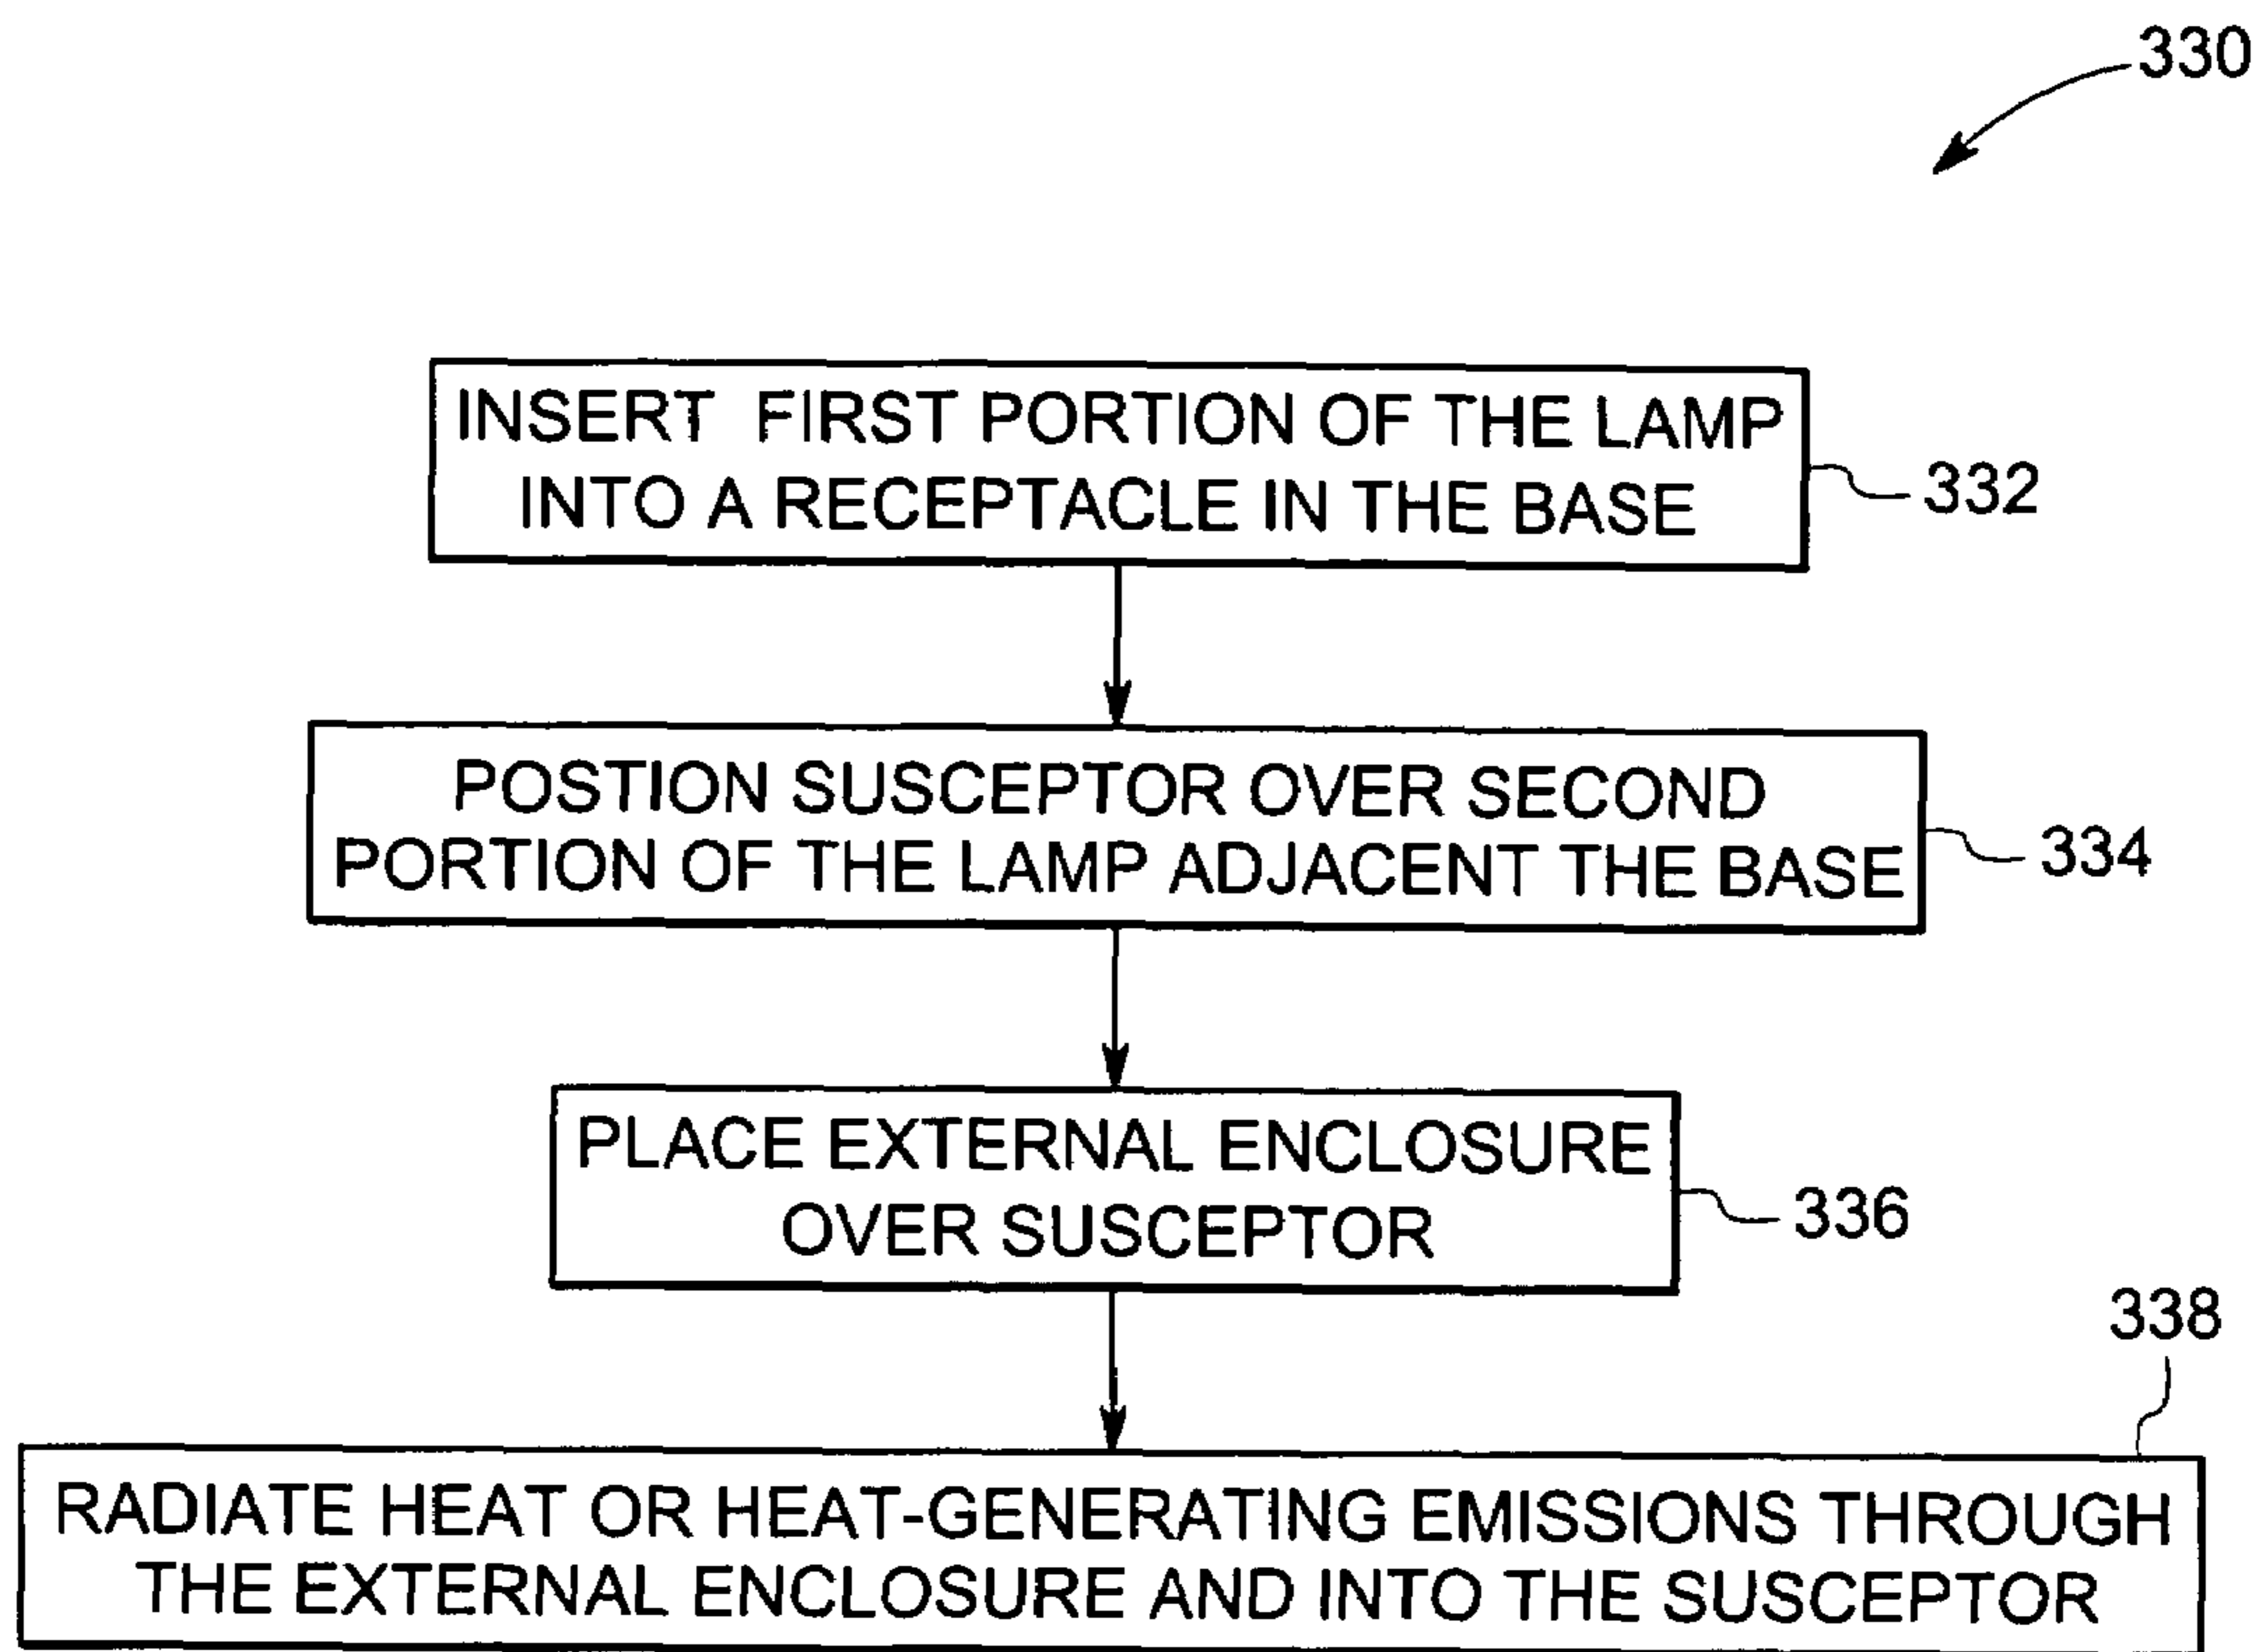 330
INSERT FIRST PORTION OF THE LAMP
INTO A RECEPTACLE IN THE BASE
332
POSTION SUSCEPTOR OVER SECOND
PORTION OF THE LAMP ADJACENT THE BASE
334
PLACE EXTERNAL ENCLOSURE
OVER SUSCEPTOR
336
338
RADIATE HEAT OR HEAT-GENERATING EMISSIONS THROUGH
THE EXTERNAL ENCLOSURE AND INTO THE SUSCEPTOR